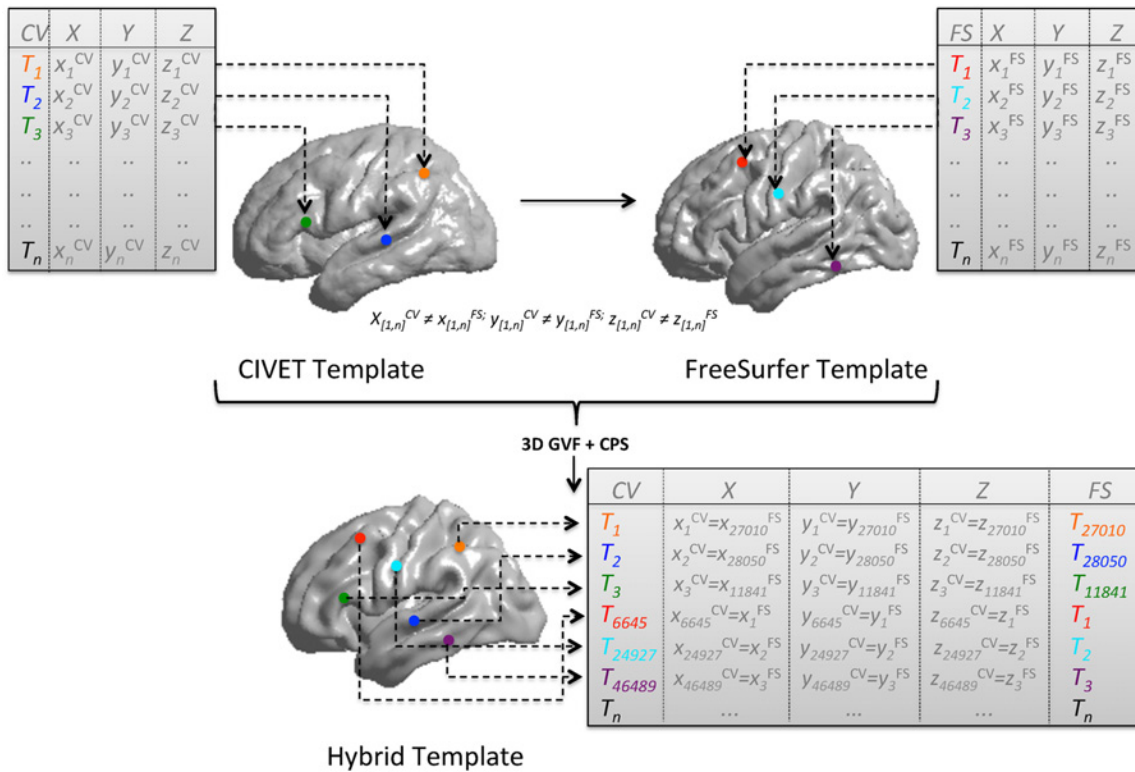 CV X Y Z
T1 x1CV y1CV z1CV
T2 x2CV y2CV z2CV
T3 x3CV y3CV z3CV
.. .. .. ..
.. .. .. ..
.. .. .. ..
Tn xnCV ynCV znCV
FS X Y Z
T1 x1FS y1FS z1FS
T2 x2FS y2FS z2FS
T3 x3FS y3FS z3FS
.. .. .. ..
.. .. .. ..
.. .. .. ..
Tn xnFS ynFS znFS
X[1,n]CV ≠ x[1,n]FS; y[1,n]CV ≠ y[1,n]FS; z[1,n]CV ≠ z[1,n]FS
CIVET Template
FreeSurfer Template
3D GVF + CPS
CV X Y Z FS
T1 x1CV=x27010FS y1CV=y27010FS z1CV=z27010FS T27010
T2 x2CV=x28050FS y2CV=y28050FS z2CV=z28050FS T28050
T3 x3CV=x11841FS y3CV=y11841FS z3CV=z11841FS T11841
T6645 x6645CV=x1FS y6645CV=y1FS z6645CV=z1FS T1
T24927 x24927CV=x2FS y24927CV=y2FS z24927CV=z2FS T2
T46489 x46489CV=x3FS y46489CV=y3FS z46489CV=z3FS T3
Tn ... ... ... Tn
Hybrid Template